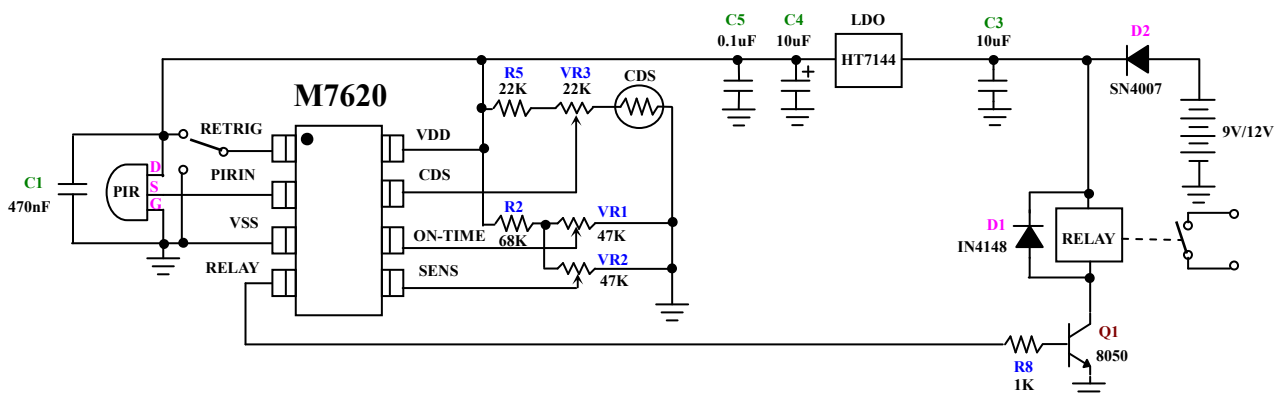 C5
0.1uF
C4
10uF
LDO
HT7144
C3
10uF
D2
SN4007
9V/12V
M7620
R5
22K
VR3
22K
CDS
RETRIG
VDD
PIRIN
CDS
C1
470nF
PIR
D
S
G
VSS
ON-TIME
RELAY
SENS
R2
68K
VR1
47K
VR2
47K
D1
IN4148
RELAY
Q1
8050
R8
1K